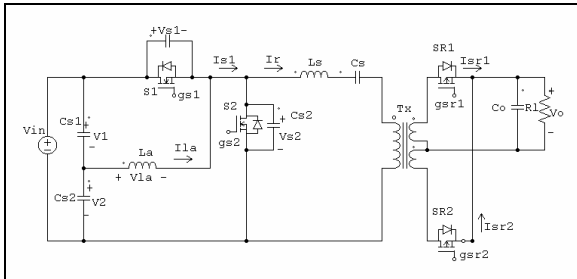 +Vs1-
Is1
Ir
Ls
Cs
SR1
Isr1
S1
gs1
gsr1
S2
Tx
Co
R1
Vo
Cs1
V1
Vin
gs2
Cs2
Vs2
La
Ila
+ Vla -
Cs2
V2
SR2
Isr2
gsr2